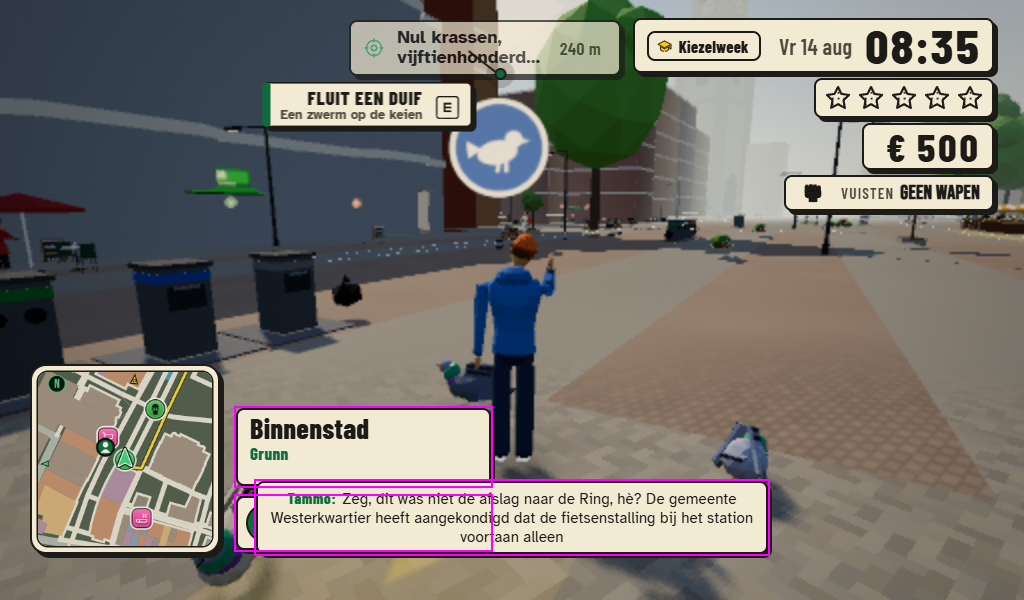 Nul krassen,
vijftienhonderd...
240 m
Kiezelweek
Vr 14 aug
08:35
FLUIT EEN DUIF
Een zwerm op de keien
E
€ 500
VUISTEN GEEN WAPEN
N
Binnenstad
Grunn
Tammo: Zeg, dit was niet de afslag naar de Ring, hè? De gemeente
Westerkwartier heeft aangekondigd dat de fietsenstalling bij het station
voortaan alleen